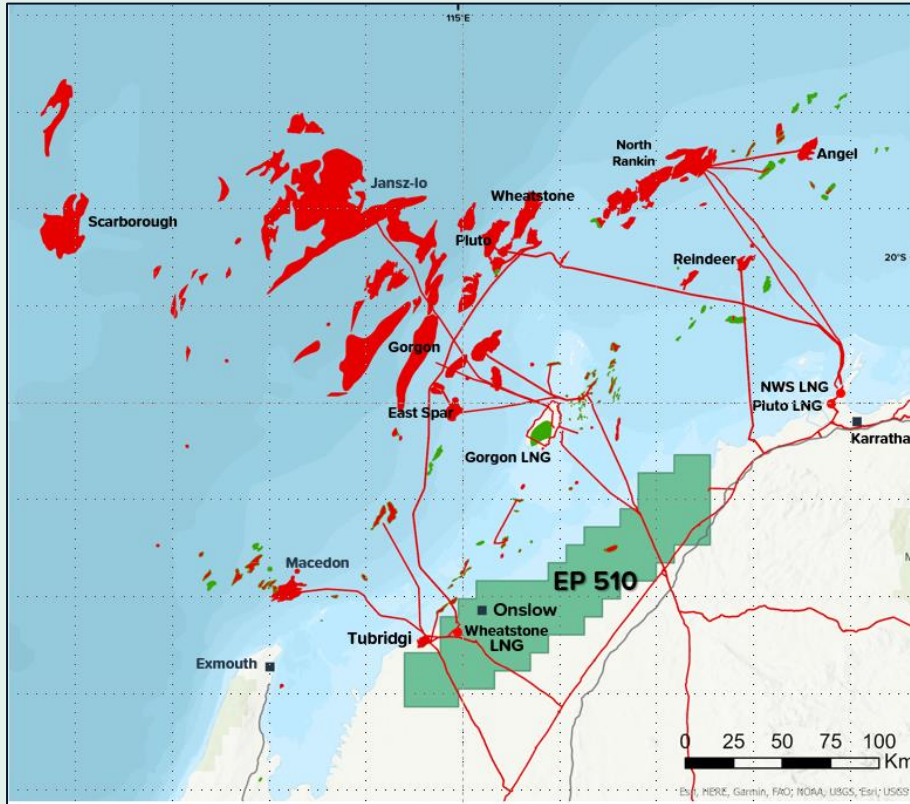 115°E
North
Rankin
Angel
Jansz-Io
Wheatstone
Scarborough
Pluto
Reindeer
20°S
Gorgon
NWS LNG
Pluto LNG
East Spar
Karratha
Gorgon LNG
Macedon
EP 510
Onslow
Tubridgi
Wheatstone
LNG
Exmouth
0 25 50 75 100
Km
Esri, HERE, Garmin, FAO, NOAA, USGS, Esri, USGS